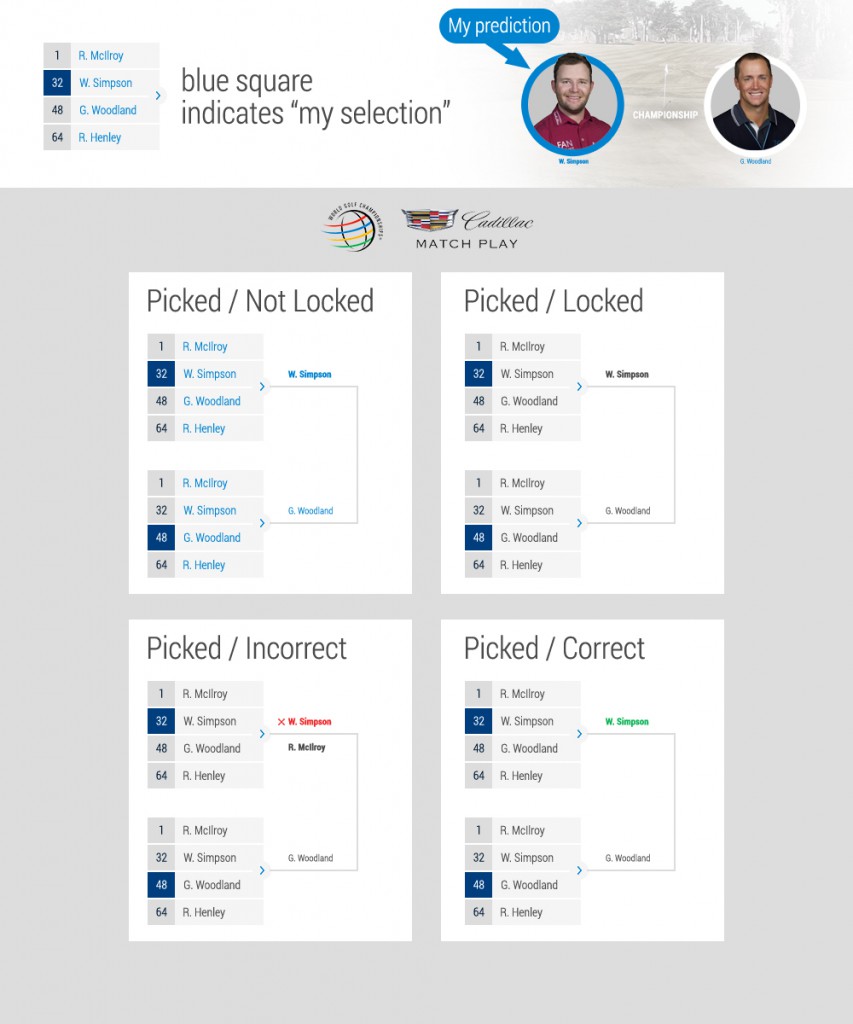 My prediction
1 R. McIlroy
32 W. Simpson
48 G. Woodland
64 R. Henley
blue square
indicates “my selection”
FAN
CHAMPIONSHIP
W. Simpson
G. Woodland
WORLD GOLF CHAMPIONSHIPS
Cadillac
MATCH PLAY
Picked / Not Locked
1 R. McIlroy
32 W. Simpson
W. Simpson
48 G. Woodland
64 R. Henley
1 R. McIlroy
32 W. Simpson
G. Woodland
48 G. Woodland
64 R. Henley
Picked / Locked
1 R. McIlroy
32 W. Simpson
W. Simpson
48 G. Woodland
64 R. Henley
1 R. McIlroy
32 W. Simpson
G. Woodland
48 G. Woodland
64 R. Henley
Picked / Incorrect
1 R. McIlroy
32 W. Simpson
W. Simpson
48 G. Woodland
R. McIlroy
64 R. Henley
1 R. McIlroy
32 W. Simpson
G. Woodland
48 G. Woodland
64 R. Henley
Picked / Correct
1 R. McIlroy
32 W. Simpson
W. Simpson
48 G. Woodland
64 R. Henley
1 R. McIlroy
32 W. Simpson
G. Woodland
48 G. Woodland
64 R. Henley